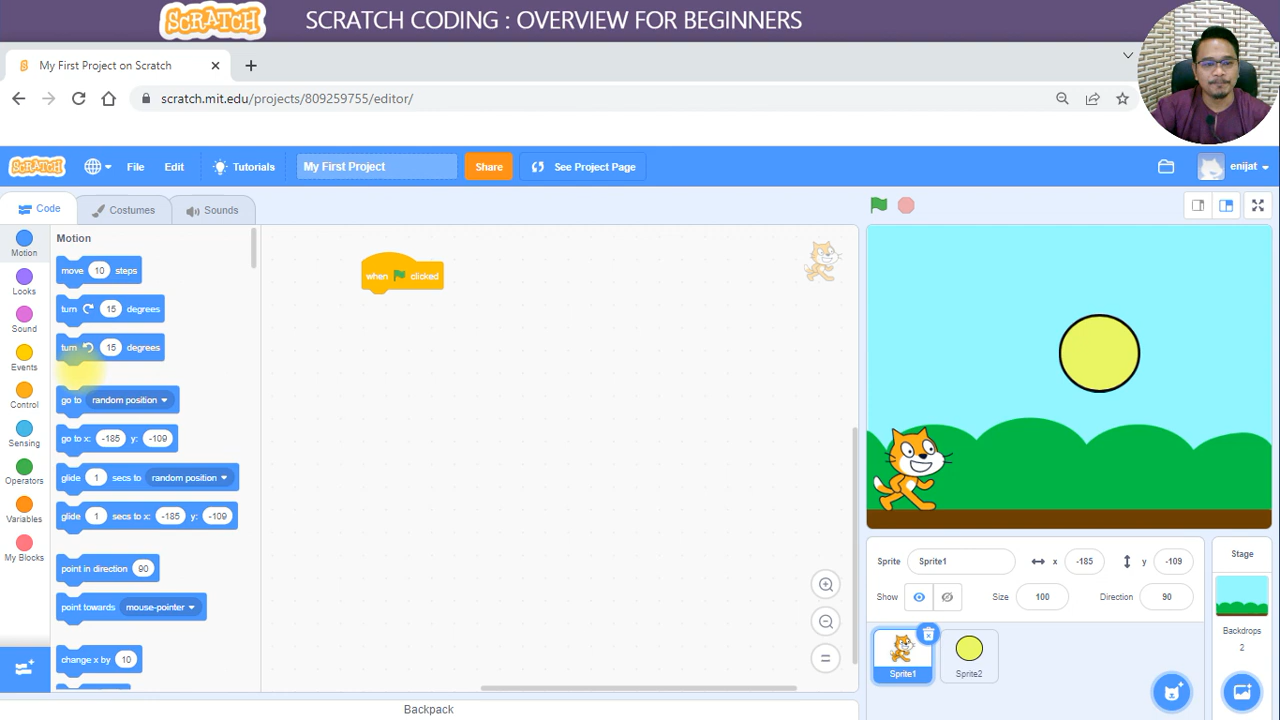 SCRATCH SCRATCH CODING : OVERVIEW FOR BEGINNERS
My First Project on Scratch
scratch.mit.edu/projects/809259755/editor/
SCRATCH File Edit Tutorials My First Project Share See Project Page enijat
Code Costumes Sounds
Motion
Looks
Sound
Events
Control
Sensing
Operators
Variables
My Blocks
Motion
move 10 steps
turn 15 degrees
turn 15 degrees
go to random position
go to x: -185 y: -109
glide 1 secs to random position
glide 1 secs to x: -185 y: -109
point in direction 90
point towards mouse-pointer
change x by 10
when clicked
Sprite Sprite1 x -185 y -109
Show Size 100 Direction 90
Sprite1
Sprite2
Stage
Backdrops
2
Backpack